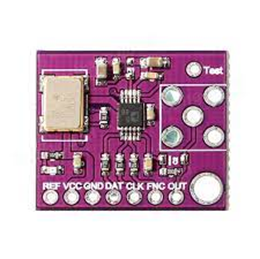 Test
REF VCC GND DAT CLK FNC OUT